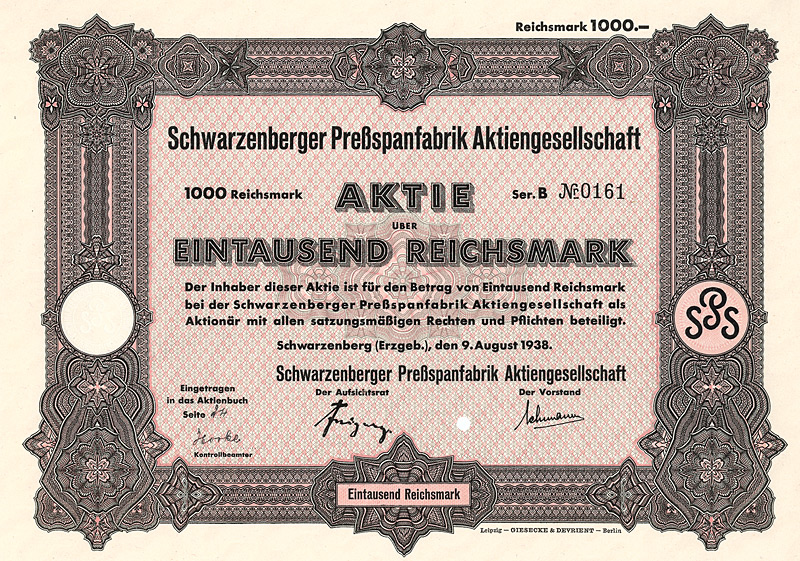 Reichsmark 1000.—
Schwarzenberger Preßspanfabrik Aktiengesellschaft
1000 Reichsmark AKTIE Ser. B № 0161
ÜBER
EINTAUSEND REICHSMARK
Der Inhaber dieser Aktie ist für den Betrag von Eintausend Reichsmark
bei der Schwarzenberger Preßspanfabrik Aktiengesellschaft als
Aktionär mit allen satzungsmäßigen Rechten und Pflichten beteiligt.
SPS
Schwarzenberg (Erzgeb.), den 9. August 1938.
Schwarzenberger Preßspanfabrik Aktiengesellschaft
Eingetragen
in das Aktienbuch
Seite
Kontrollbeamter
Der Aufsichtsrat
Der Vorstand
Schumann
Eintausend Reichsmark
Leipzig — GIESECKE & DEVRIENT — Berlin